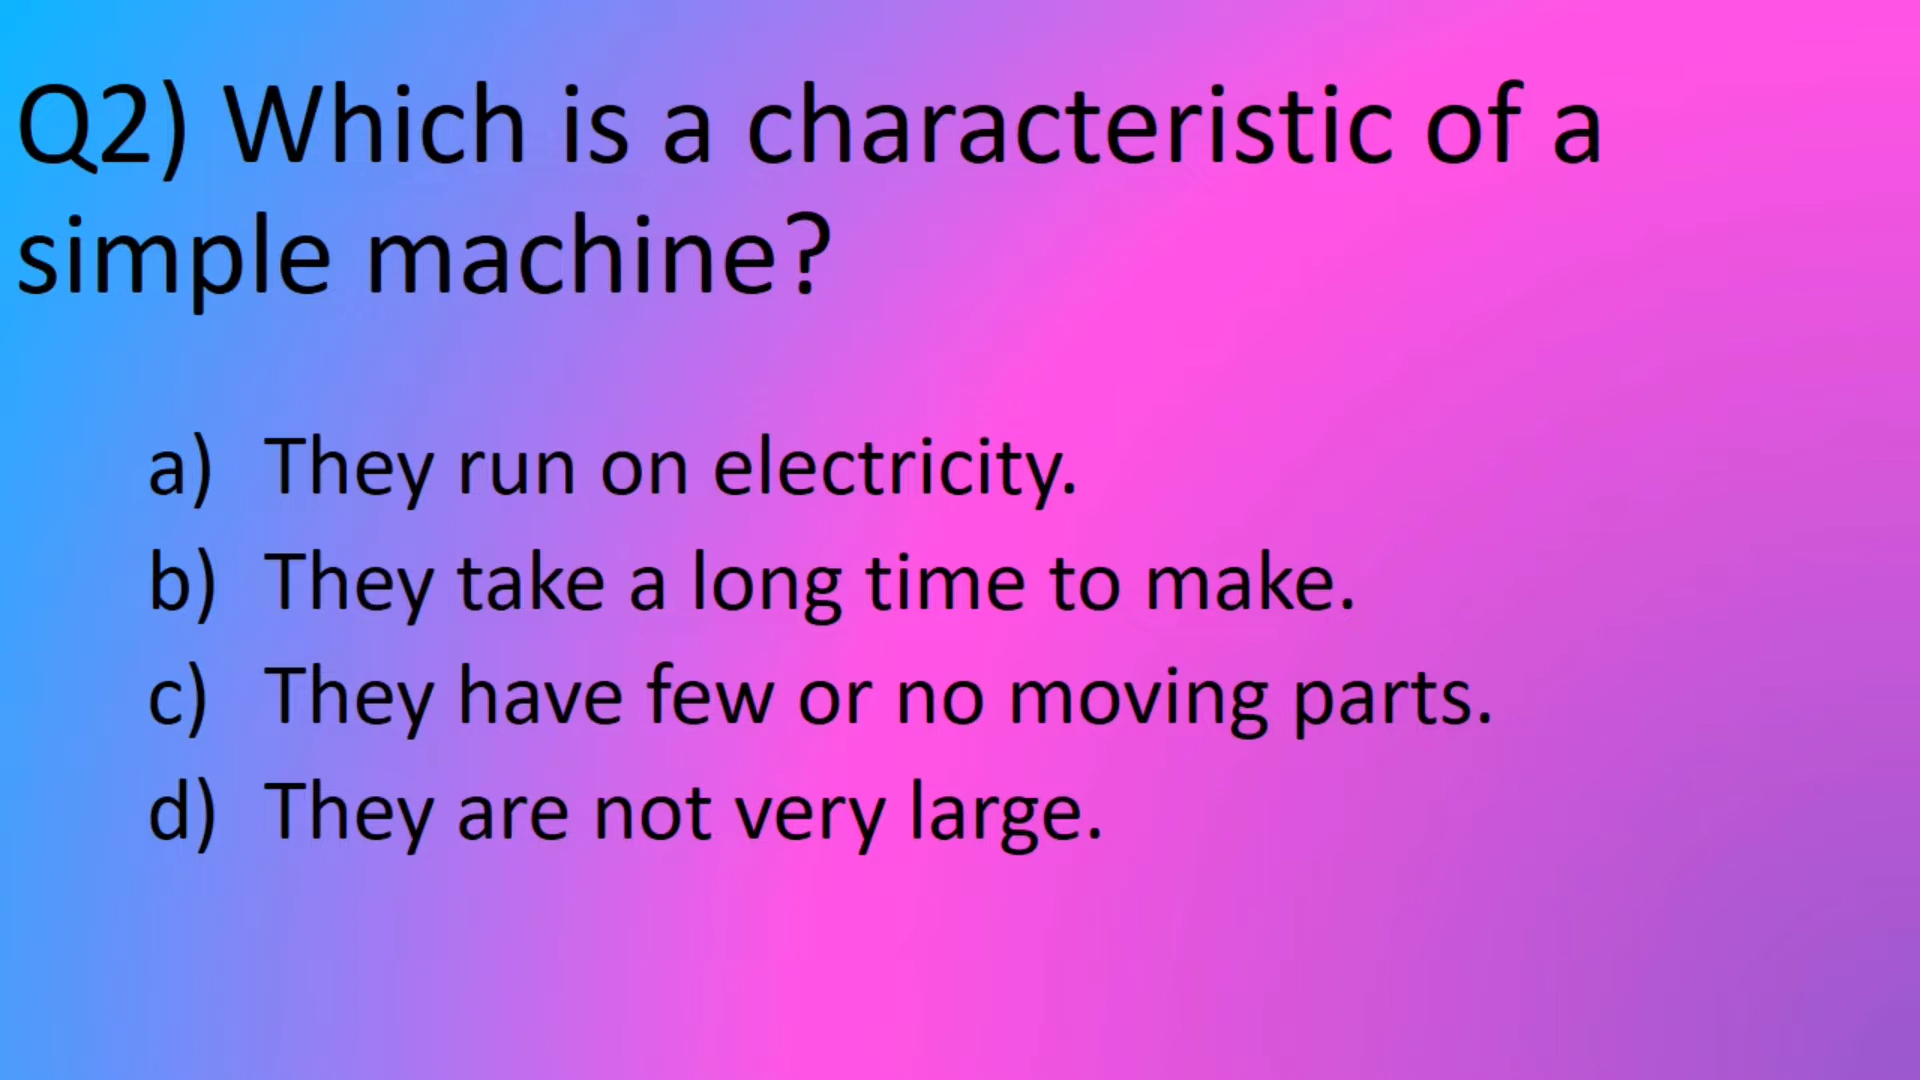 Q2) Which is a characteristic of a
simple machine?
a) They run on electricity.
b) They take a long time to make.
c) They have few or no moving parts.
d) They are not very large.